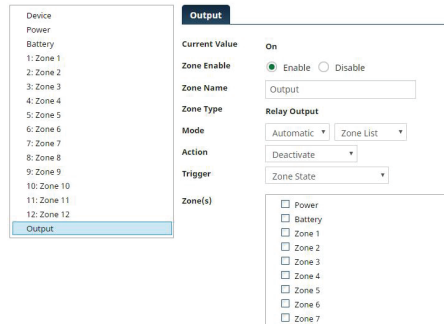 Device
Power
Battery
1: Zone 1
2: Zone 2
3: Zone 3
4: Zone 4
5: Zone 5
6: Zone 6
7: Zone 7
8: Zone 8
9: Zone 9
10: Zone 10
11: Zone 11
12: Zone 12
Output
Output
Current Value On
Zone Enable Enable Disable
Zone Name Output
Zone Type Relay Output
Mode Automatic Zone List
Action Deactivate
Trigger Zone State
Zone(s) Power
Battery
Zone 1
Zone 2
Zone 3
Zone 4
Zone 5
Zone 6
Zone 7